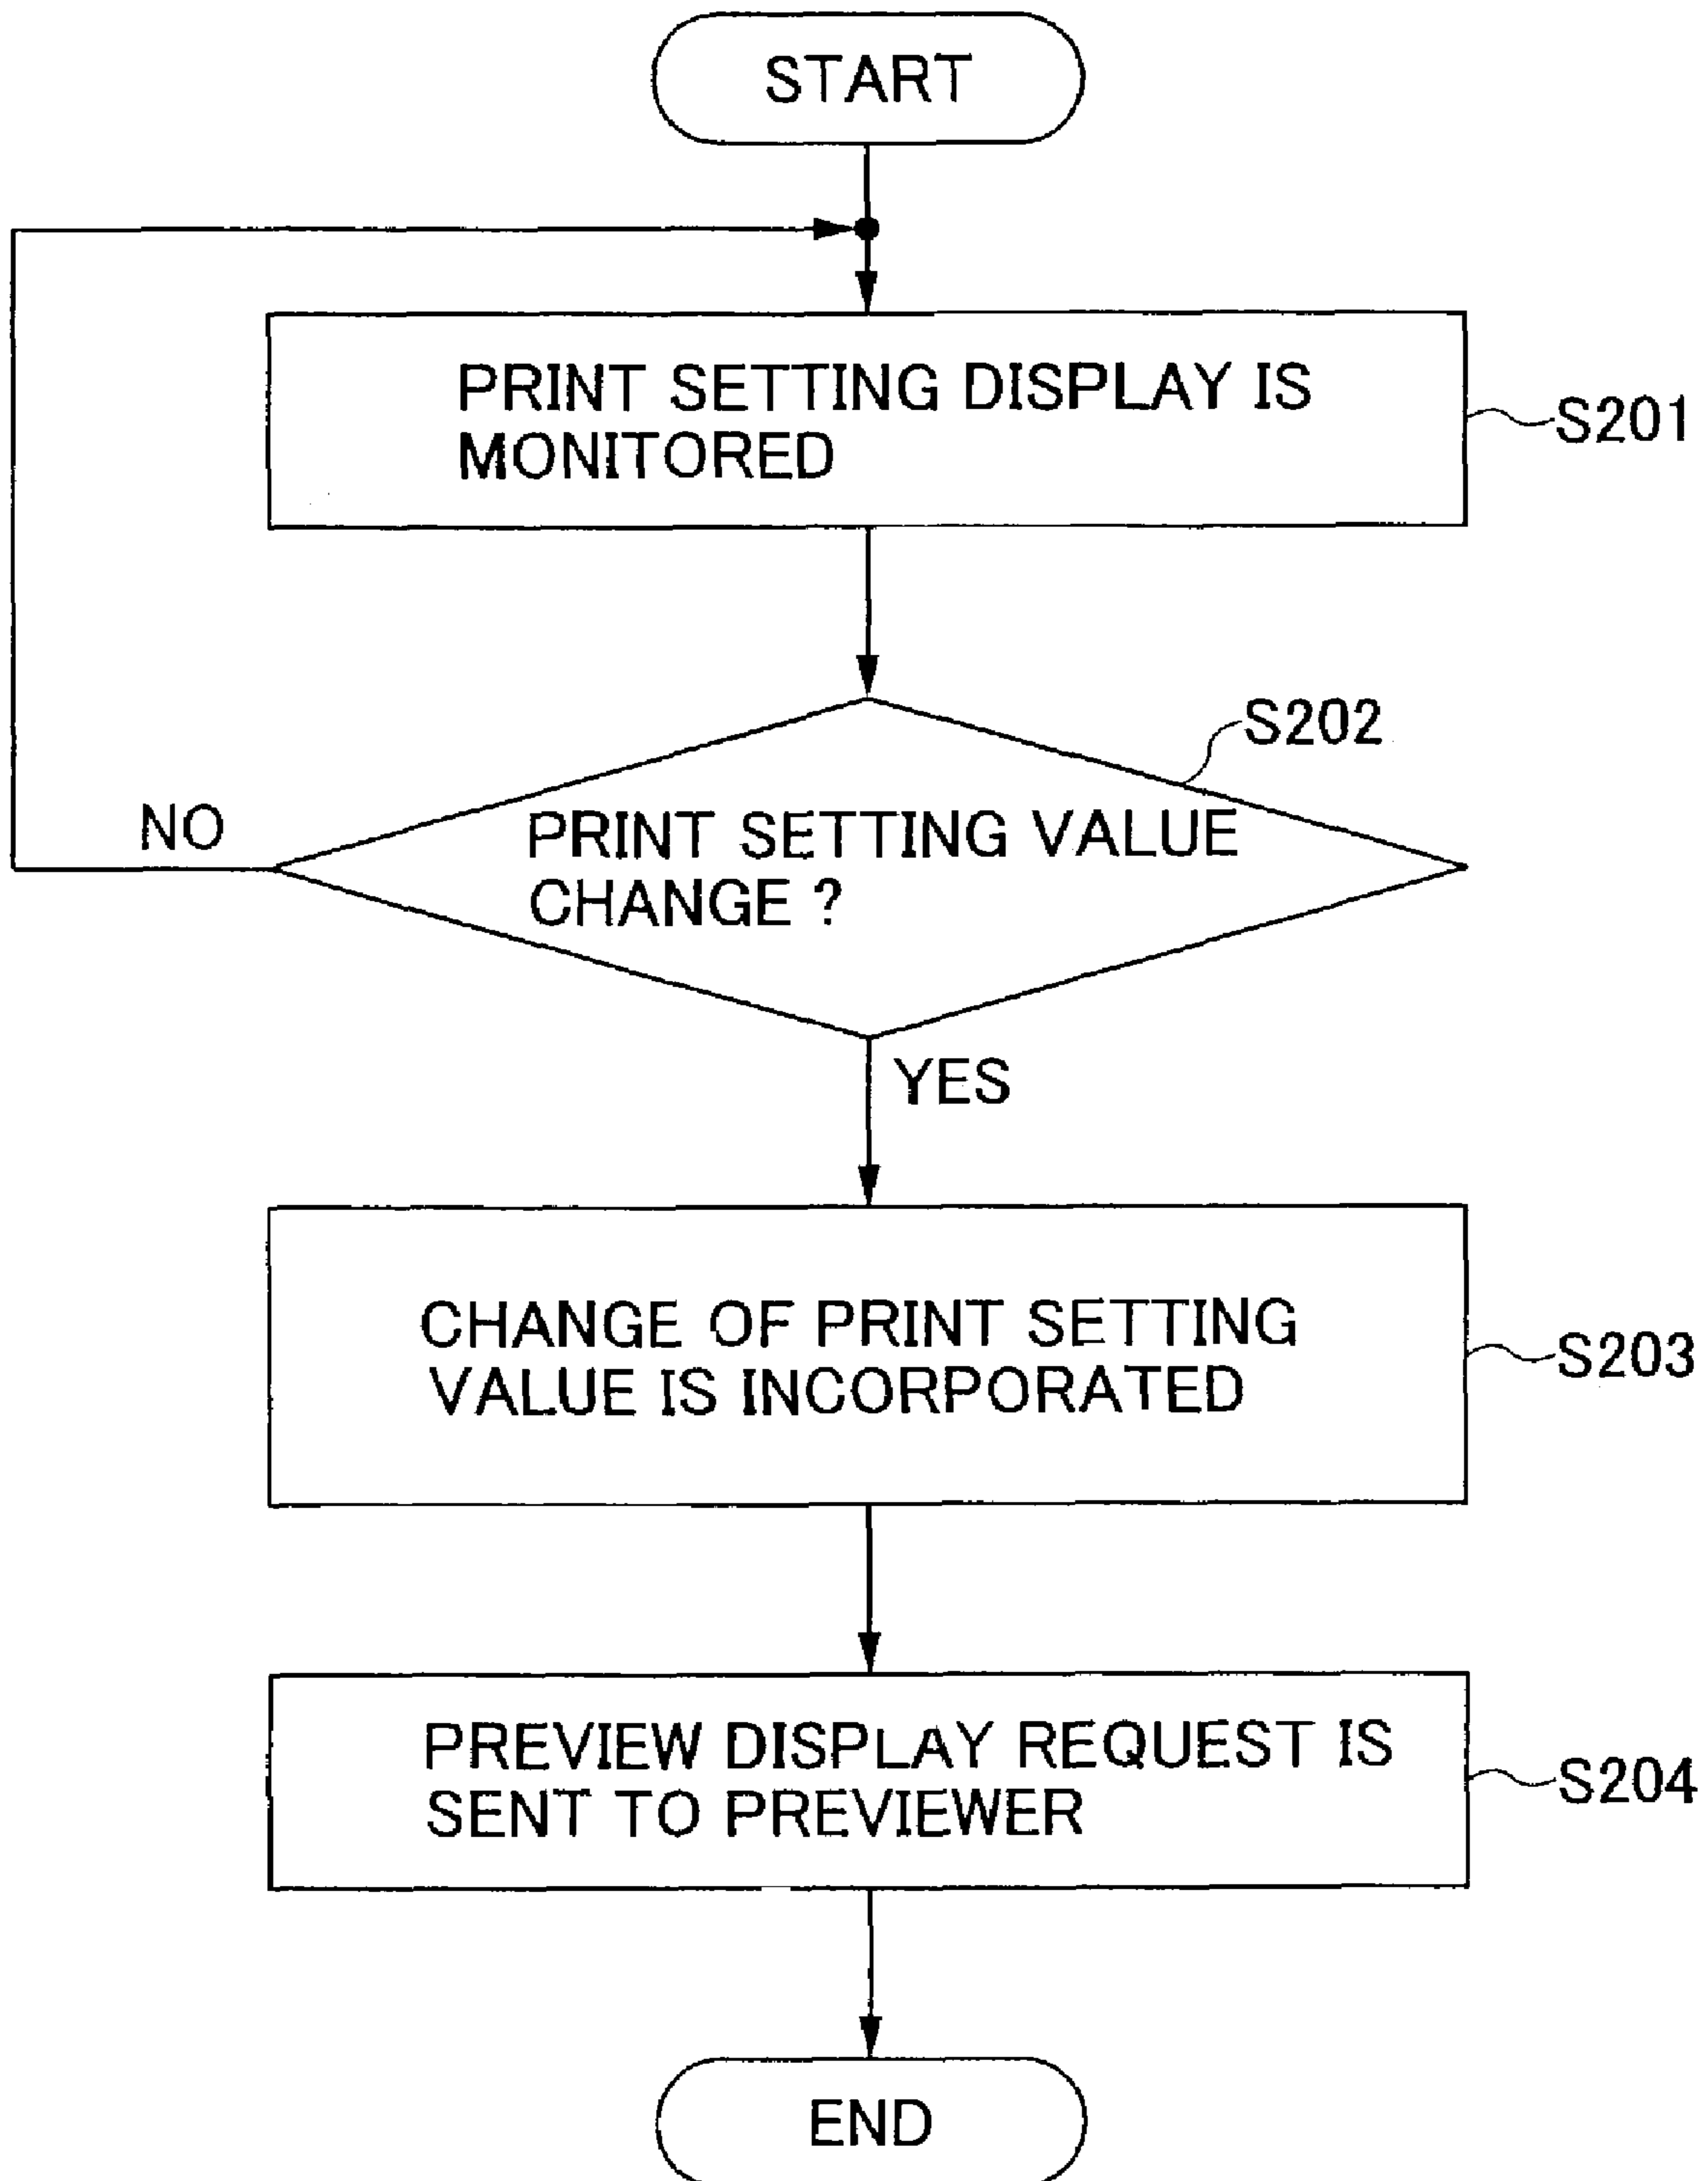 START
PRINT SETTING DISPLAY IS
MONITORED
S201
S202
NO
PRINT SETTING VALUE
CHANGE ?
YES
CHANGE OF PRINT SETTING
VALUE IS INCORPORATED
S203
PREVIEW DISPLAY REQUEST IS
SENT TO PREVIEWER
S204
END